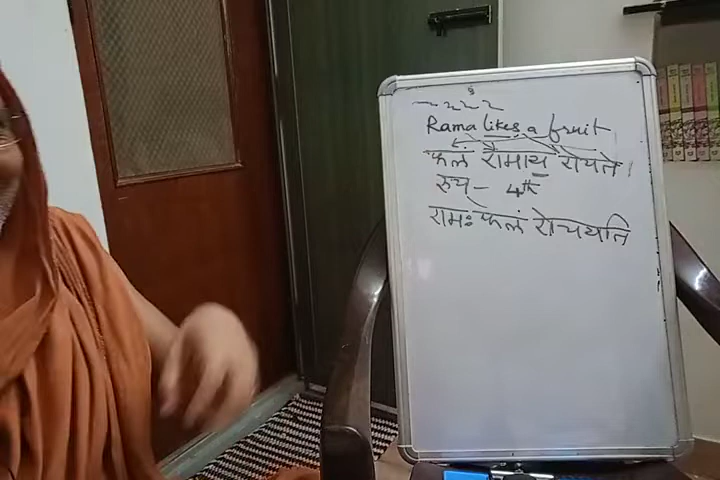 Rama likes a fruit
फलं रामाय रोचते
रुच् - 4th
रामः फलं रोचयति